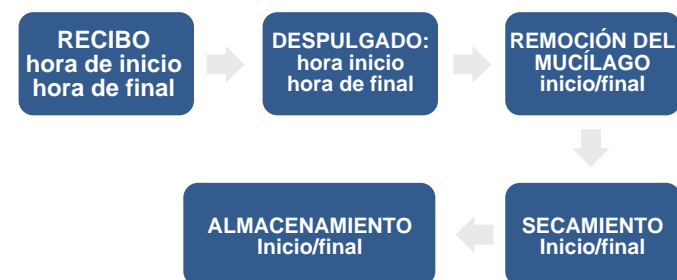 RECIBO
hora de inicio
hora de final
DESPULGADO:
hora inicio
hora de final
REMOCIÓN DEL
MUCÍLAGO
inicio/final
SECAMIENTO
Inicio/final
ALMACENAMIENTO
Inicio/final